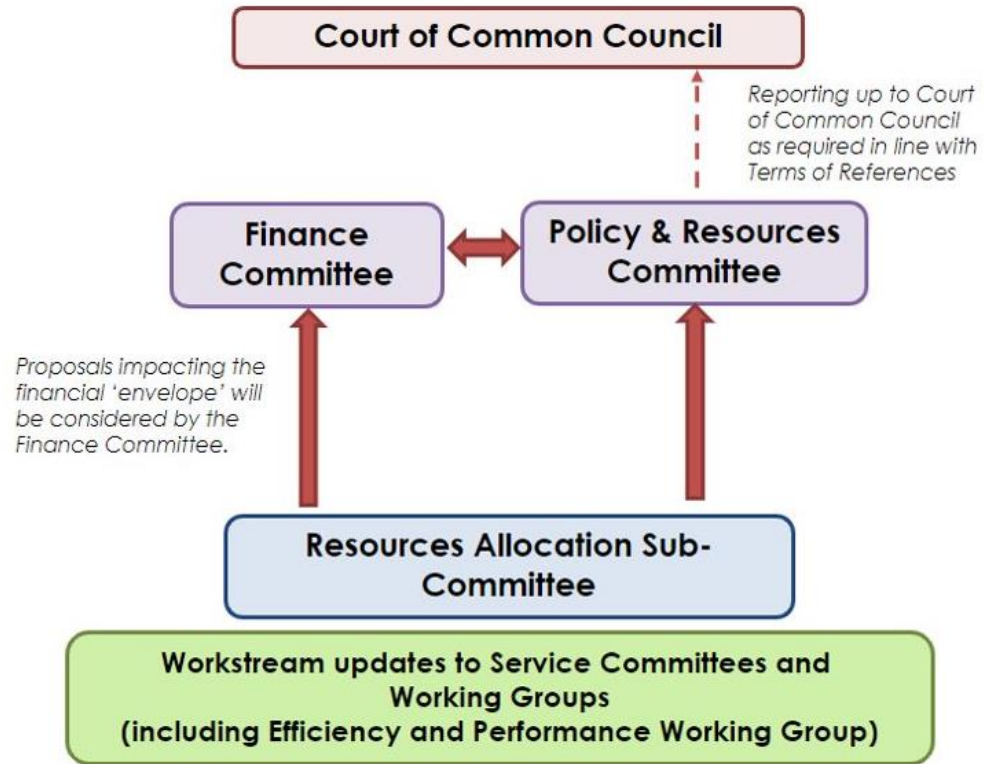 Court of Common Council
Reporting up to Court
of Common Council
as required in line with
Terms of References
Finance
Committee
Policy & Resources
Committee
Proposals impacting the
financial ‘envelope’ will
be considered by the
Finance Committee.
Resources Allocation Sub-
Committee
Workstream updates to Service Committees and
Working Groups
(including Efficiency and Performance Working Group)